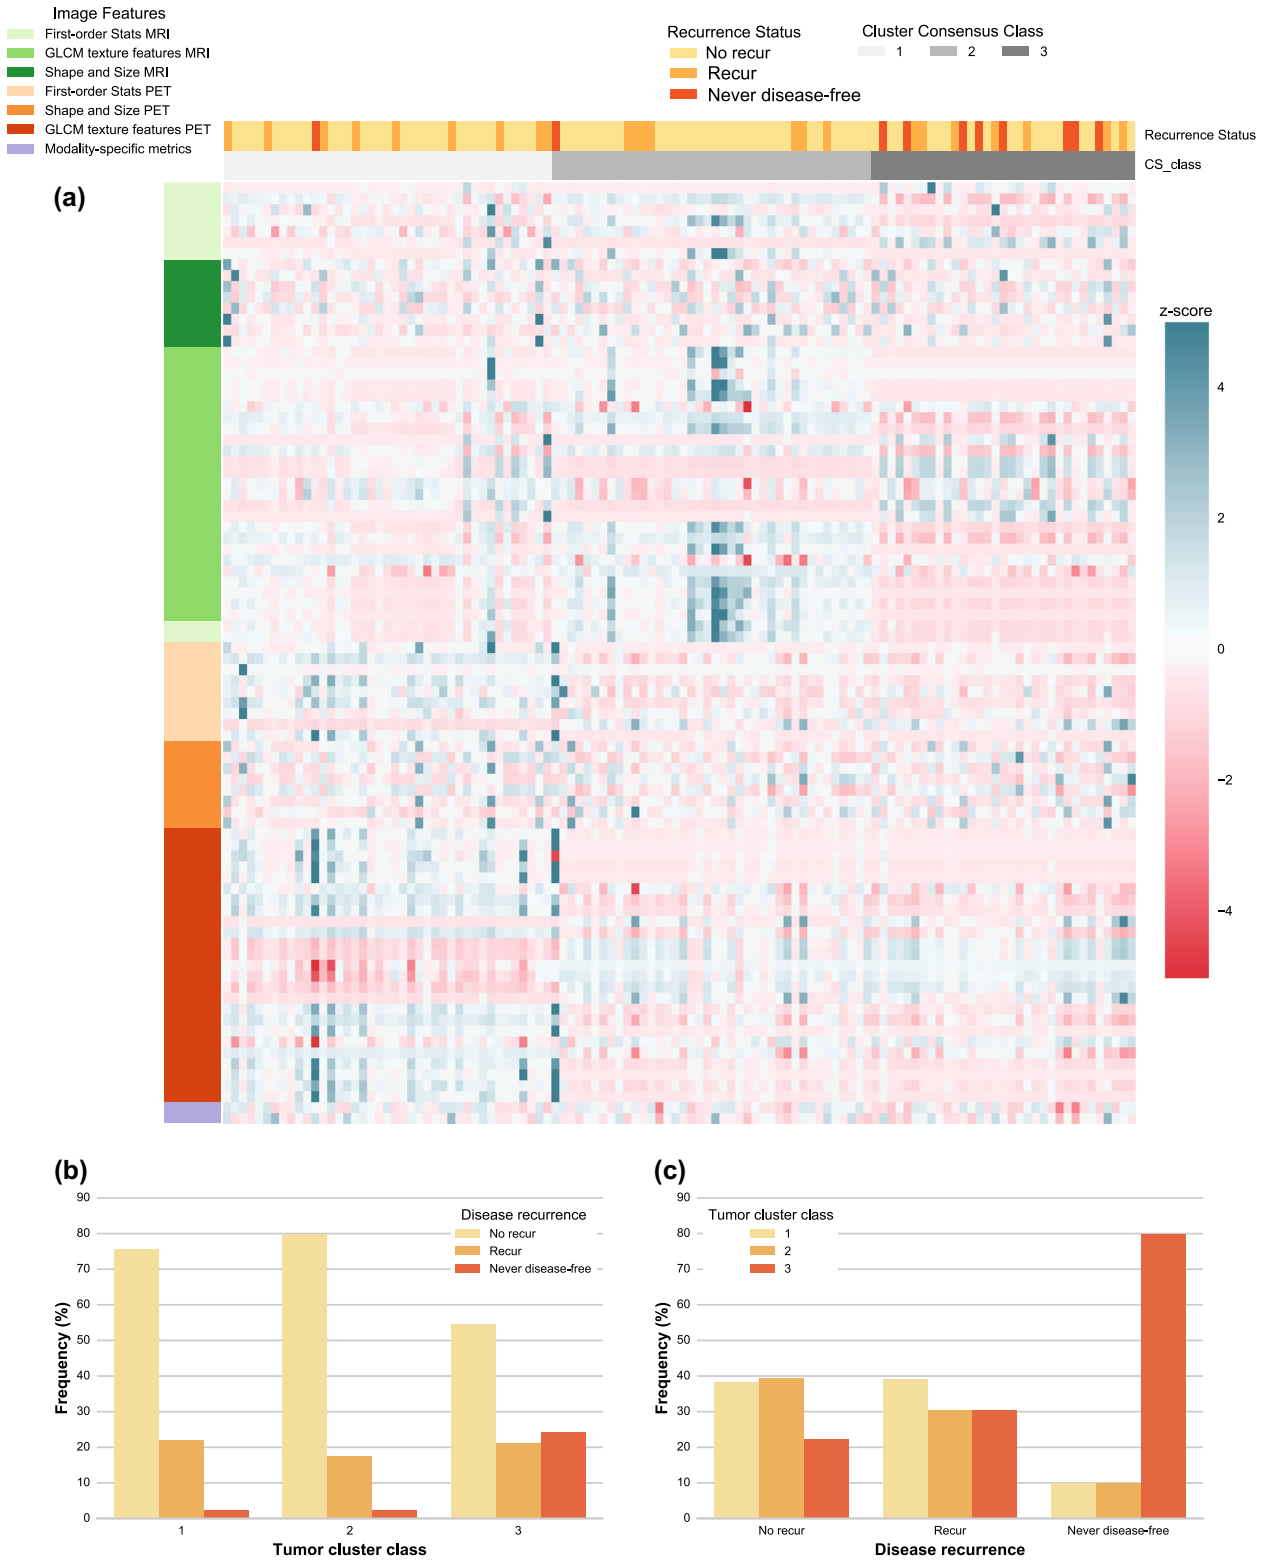 Image Features
First-order Stats MRI
GLCM texture features MRI
Shape and Size MRI
First-order Stats PET
Shape and Size PET
GLCM texture features PET
Modality-specific metrics
Recurrence Status
No recur
Recur
Never disease-free
Cluster Consensus Class
1 2 3
Recurrence Status
CS_class
(a)
z-score
4
2
0
−2
−4
(b)
90
80
70
60
50
40
30
20
10
0
Frequency (%)
Disease recurrence
No recur
Recur
Never disease-free
1 2 3
Tumor cluster class
(c)
90
80
70
60
50
40
30
20
10
0
Frequency (%)
Tumor cluster class
1
2
3
No recur Recur Never disease-free
Disease recurrence